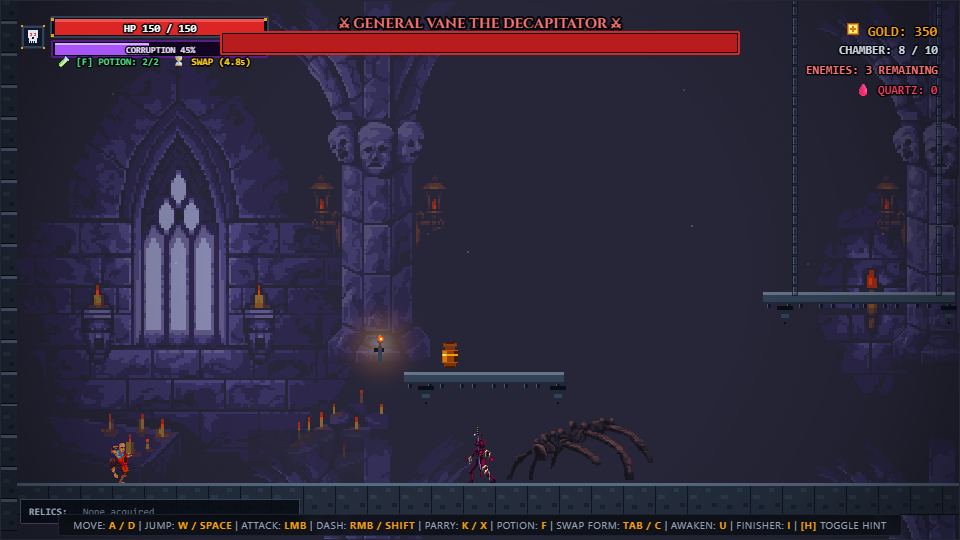 HP 150 / 150
CORRUPTION 45%
[F] POTION: 2/2 SWAP (4.8s)
⚔ GENERAL VANE THE DECAPITATOR ⚔
GOLD: 350
CHAMBER: 8 / 10
ENEMIES: 3 REMAINING
QUARTZ: 0
RELICS: None acquired
MOVE: A / D | JUMP: W / SPACE | ATTACK: LMB | DASH: RMB / SHIFT | PARRY: K / X | POTION: F | SWAP FORM: TAB / C | AWAKEN: U | FINISHER: I | [H] TOGGLE HINT